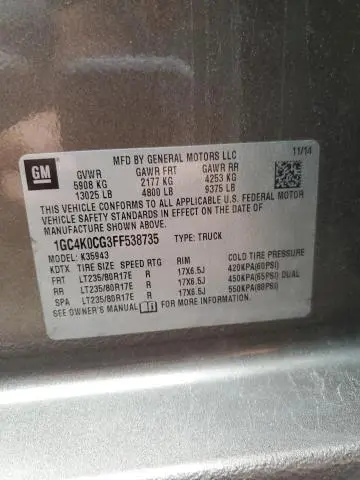 GM
MFD BY GENERAL MOTORS LLC 11/14
GVWR GAWR FRT GAWR RR
5908 KG 2177 KG 4253 KG
13025 LB 4800 LB 9375 LB
THIS VEHICLE CONFORMS TO ALL APPLICABLE U.S. FEDERAL MOTOR
VEHICLE SAFETY STANDARDS IN EFFECT ON THE DATE OF
MANUFACTURE SHOWN ABOVE.
1GC4K0CG3FF538735 TYPE: TRUCK
MODEL: K35943
KDTX TIRE SIZE SPEED RTG RIM COLD TIRE PRESSURE
FRT LT235/80R17E R 17X6.5J 420KPA(60PSI)
RR LT235/80R17E R 17X6.5J 450KPA(65PSI) DUAL
SPA LT235/80R17E R 17X6.5J 550KPA(80PSI)
SEE OWNER'S MANUAL FOR MORE INFORMATION